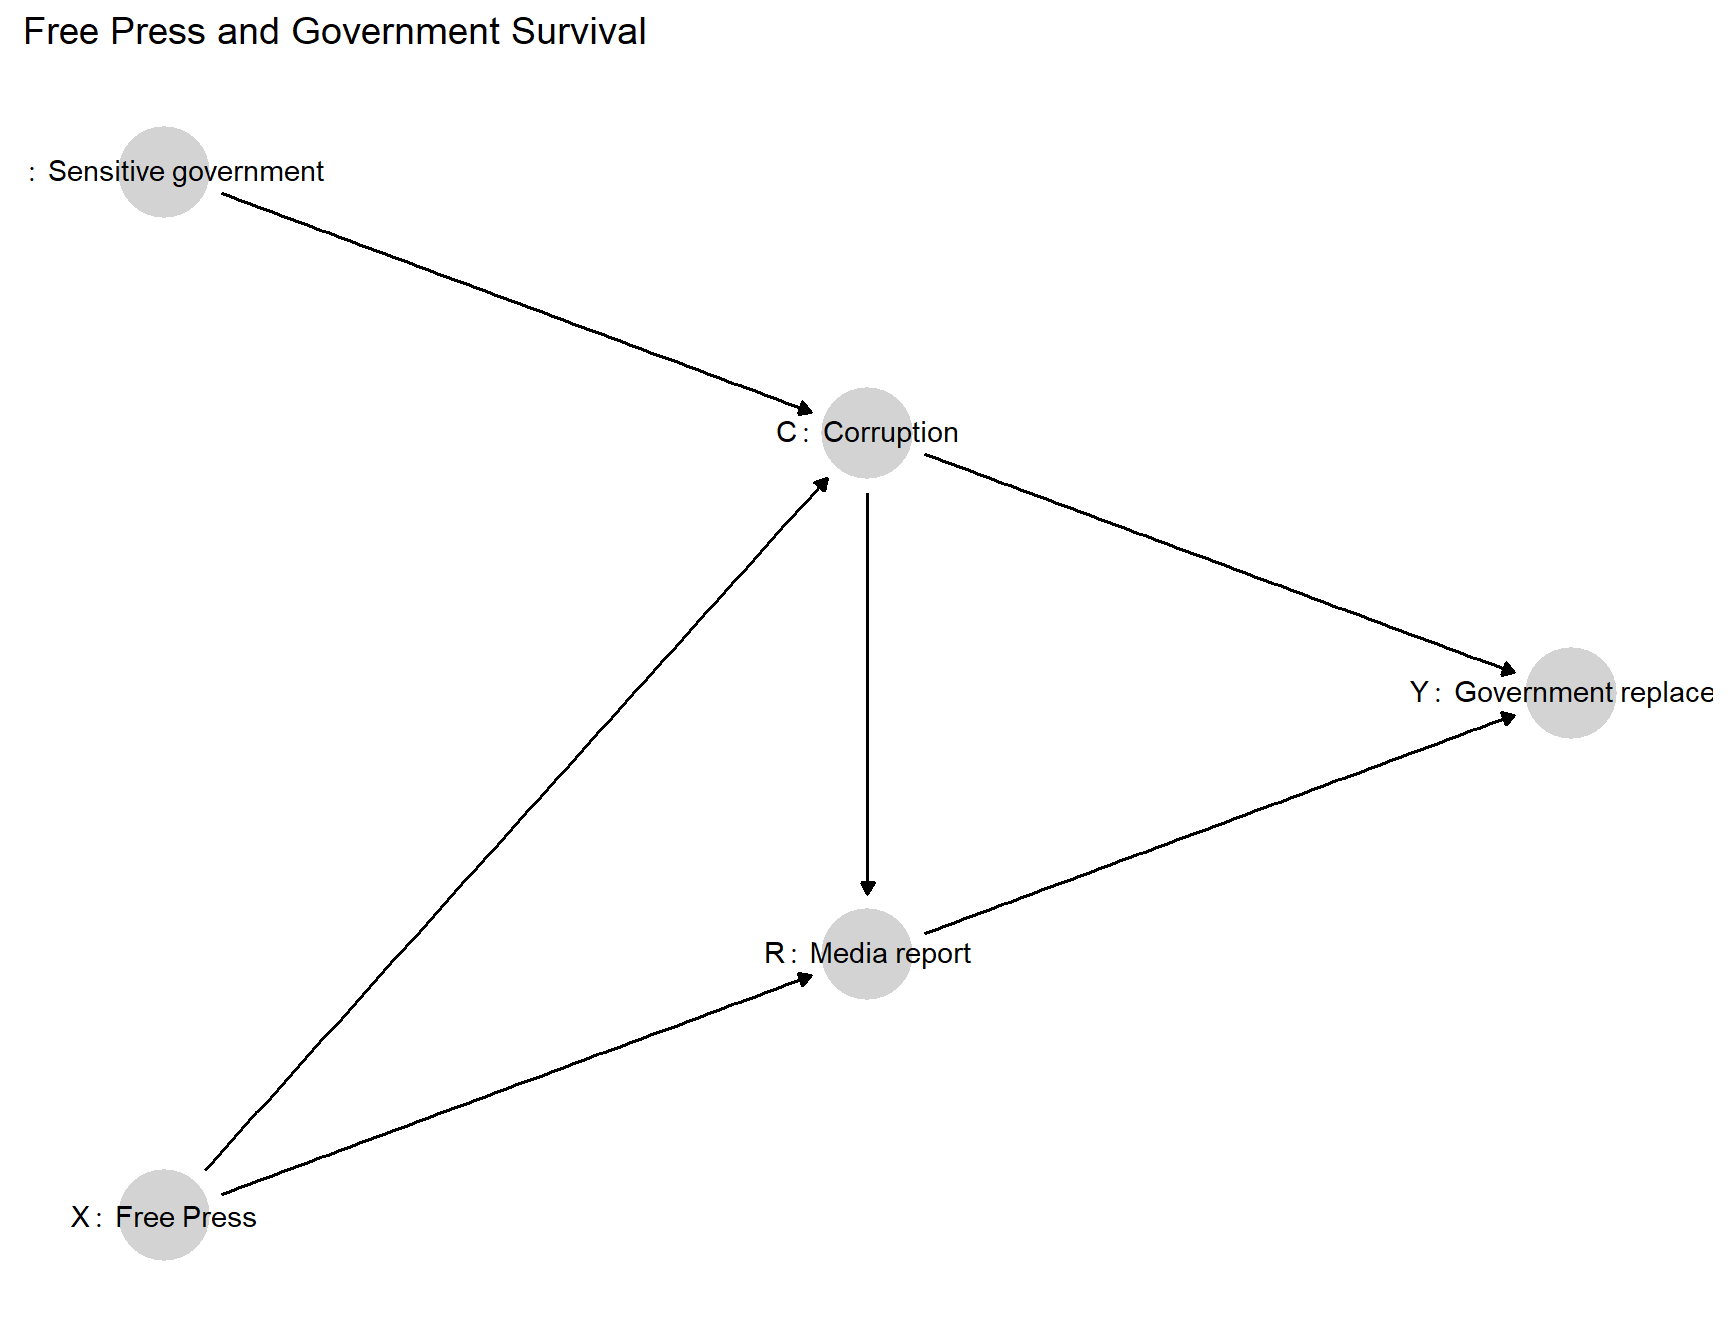 Free Press and Government Survival
: Sensitive government
C: Corruption
Y: Government replace
R: Media report
X: Free Press